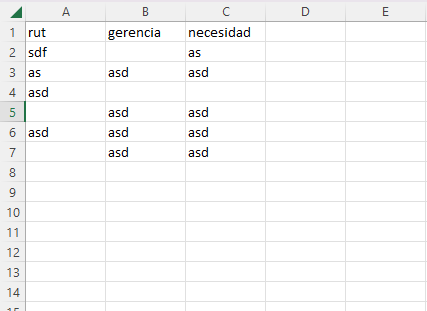 A B C D E
1 rut gerencia necesidad
2 sdf as
3 as asd asd
4 asd
5 asd asd
6 asd asd asd
7 asd asd
8
9
10
11
12
13
14
15